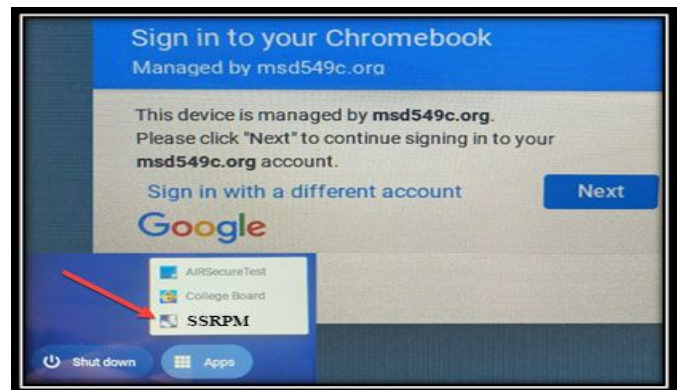 Sign in to your Chromebook
Managed by msd549c.org
This device is managed by msd549c.org.
Please click "Next" to continue signing in to your
msd549c.org account.
Sign in with a different account
Next
Google
AIRSecureTest
College Board
SSRPM
Shut down
Apps